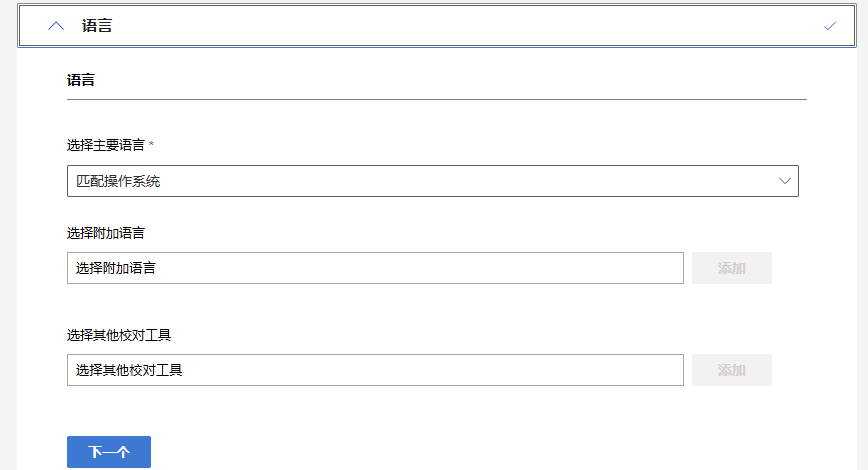 语言
语言
选择主要语言 *
匹配操作系统
选择附加语言
选择附加语言
添加
选择其他校对工具
选择其他校对工具
添加
下一个